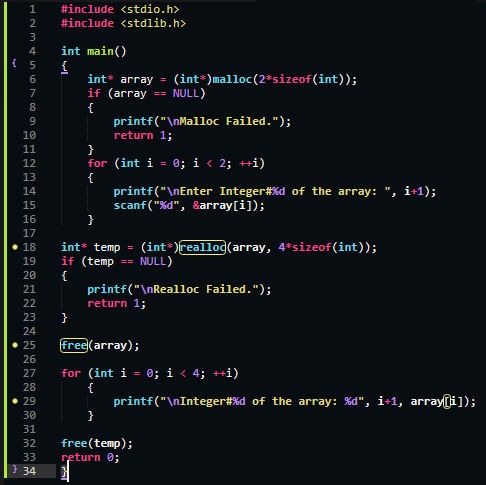 1 #include <stdio.h>
2 #include <stdlib.h>
3
4 int main()
5 {
6     int* array = (int*)malloc(2*sizeof(int));
7     if (array == NULL)
8     {
9         printf("\nMalloc Failed.");
10         return 1;
11     }
12     for (int i = 0; i < 2; ++i)
13     {
14         printf("\nEnter Integer#%d of the array: ", i+1);
15         scanf("%d", &array[i]);
16     }
17
18 int* temp = (int*)realloc(array, 4*sizeof(int));
19 if (temp == NULL)
20 {
21     printf("\nRealloc Failed.");
22     return 1;
23 }
24
25 free(array);
26
27 for (int i = 0; i < 4; ++i)
28     {
29         printf("\nInteger#%d of the array: %d", i+1, array[i]);
30     }
31
32 free(temp);
33 return 0;
34 }